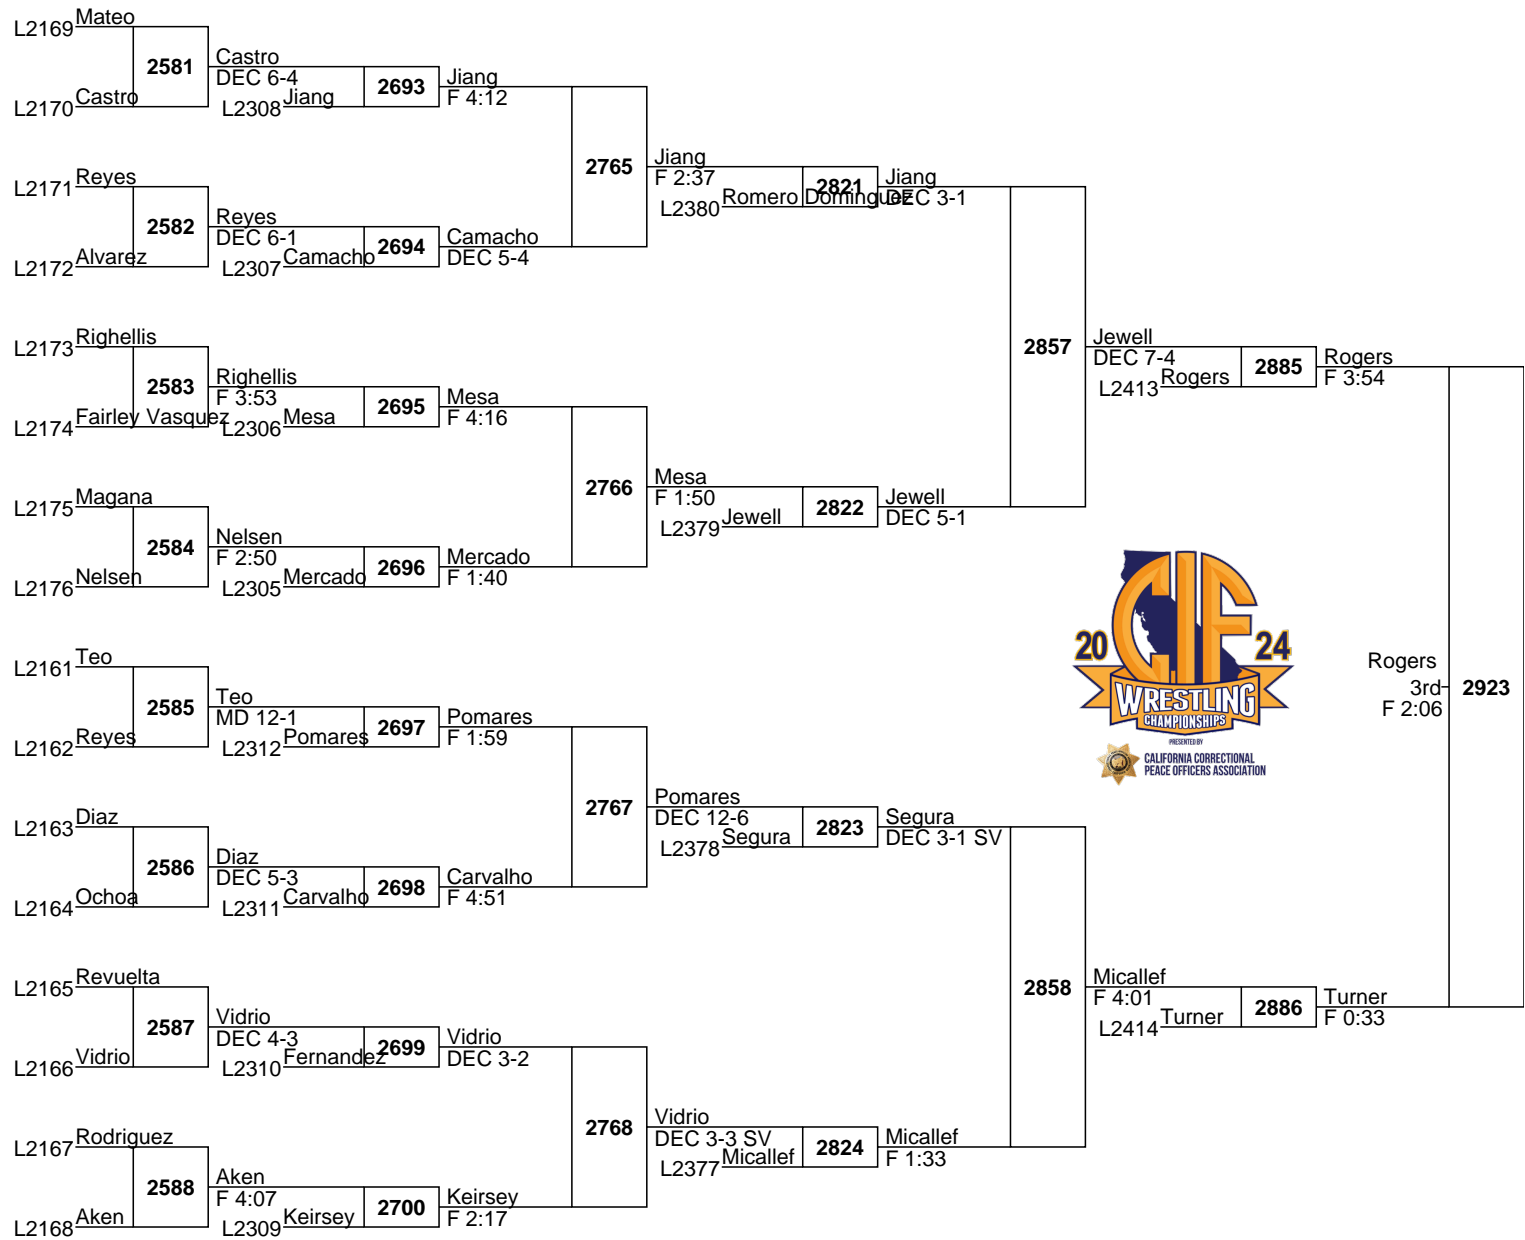 Mateo
L2169
2581
Castro
DEC 6-4
L2170
Castro
L2308
Jiang
2693
Jiang
F 4:12
2765
Jiang
F 2:37
L2380
Romero Dominguez
2821
Jiang
DEC 3-1
L2171
Reyes
2582
Reyes
DEC 6-1
L2172
Alvarez
L2307
Camacho
2694
Camacho
DEC 5-4
2857
Jewell
DEC 7-4
L2413
Rogers
2885
Rogers
F 3:54
L2173
Righellis
2583
Righellis
F 3:53
L2174
Fairley Vasquez
L2306
Mesa
2695
Mesa
F 4:16
2766
Mesa
F 1:50
L2379
Jewell
2822
Jewell
DEC 5-1
L2175
Magana
2584
Nelsen
F 2:50
L2176
Nelsen
L2305
Mercado
2696
Mercado
F 1:40
20
CIF
24
WRESTLING
CHAMPIONSHIPS
PRESENTED BY
CALIFORNIA CORRECTIONAL
PEACE OFFICERS ASSOCIATION
Rogers
3rd
F 2:06
2923
L2161
Teo
2585
Teo
MD 12-1
L2162
Reyes
L2312
Pomares
2697
Pomares
F 1:59
2767
Pomares
DEC 12-6
L2378
Segura
2823
Segura
DEC 3-1 SV
L2163
Diaz
2586
Diaz
DEC 5-3
L2164
Ochoa
L2311
Carvalho
2698
Carvalho
F 4:51
2858
Micallef
F 4:01
L2414
Turner
2886
Turner
F 0:33
L2165
Revuelta
2587
Vidrio
DEC 4-3
L2166
Vidrio
L2310
Fernandez
2699
Vidrio
DEC 3-2
2768
Vidrio
DEC 3-3 SV
L2377
Micallef
2824
Micallef
F 1:33
L2167
Rodriguez
2588
Aken
F 4:07
L2168
Aken
L2309
Keirsey
2700
Keirsey
F 2:17